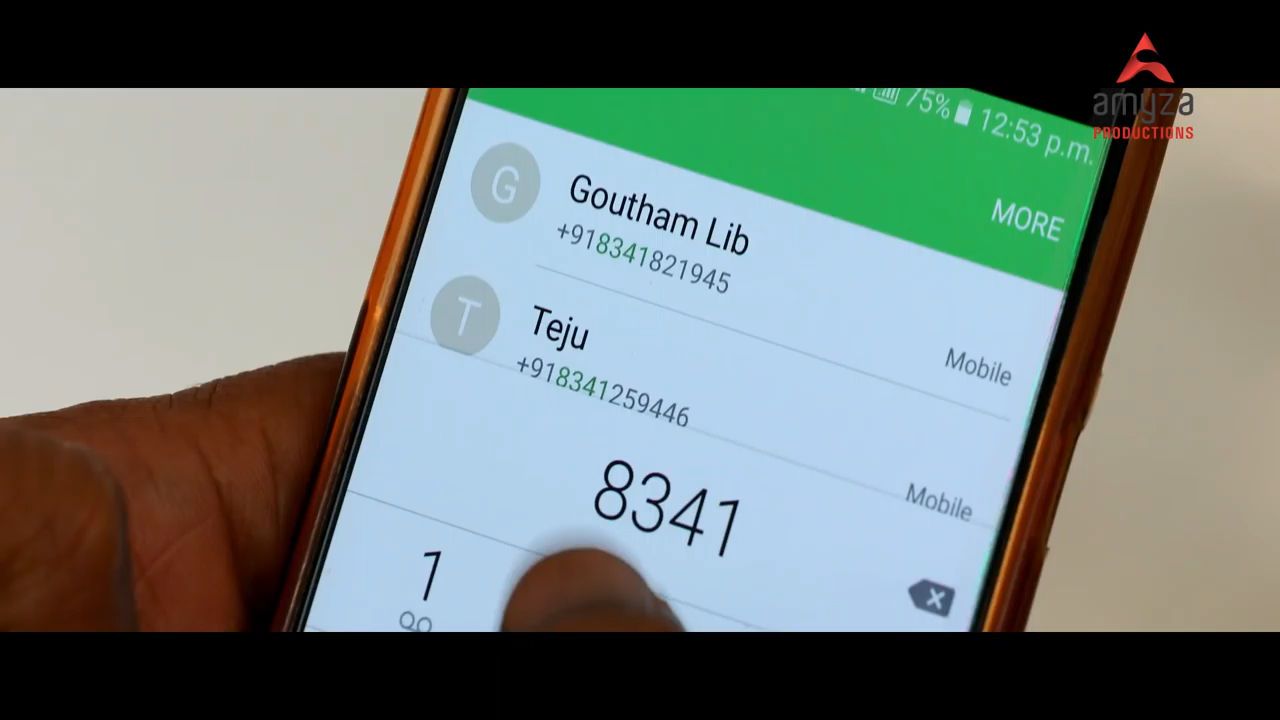 amyza
PRODUCTIONS
75% 12:53 p.m.
MORE
G
Goutham Lib
+918341821945
Mobile
T
Teju
+918341259446
Mobile
8341
1